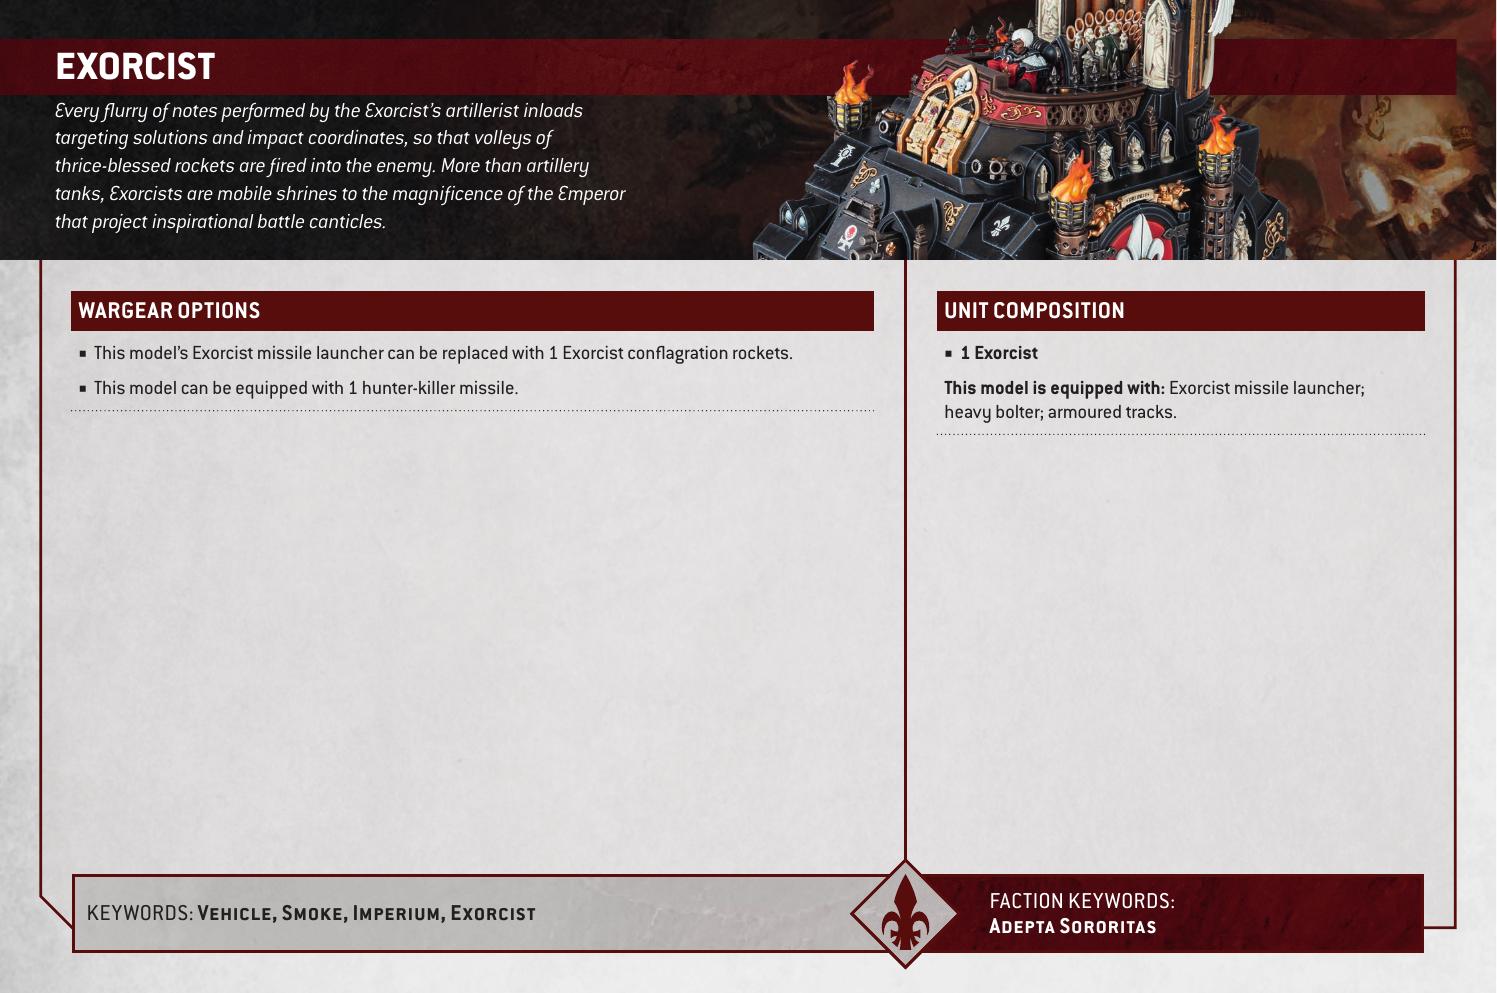 EXORCIST
Every flurry of notes performed by the Exorcist’s artillerist inloads
targeting solutions and impact coordinates, so that volleys of
thrice-blessed rockets are fired into the enemy. More than artillery
tanks, Exorcists are mobile shrines to the magnificence of the Emperor
that project inspirational battle canticles.
WARGEAR OPTIONS
■ This model’s Exorcist missile launcher can be replaced with 1 Exorcist conflagration rockets.
■ This model can be equipped with 1 hunter-killer missile.
UNIT COMPOSITION
■ 1 Exorcist
This model is equipped with: Exorcist missile launcher;
heavy bolter; armoured tracks.
KEYWORDS: Vehicle, Smoke, Imperium, Exorcist
FACTION KEYWORDS:
Adepta Sororitas